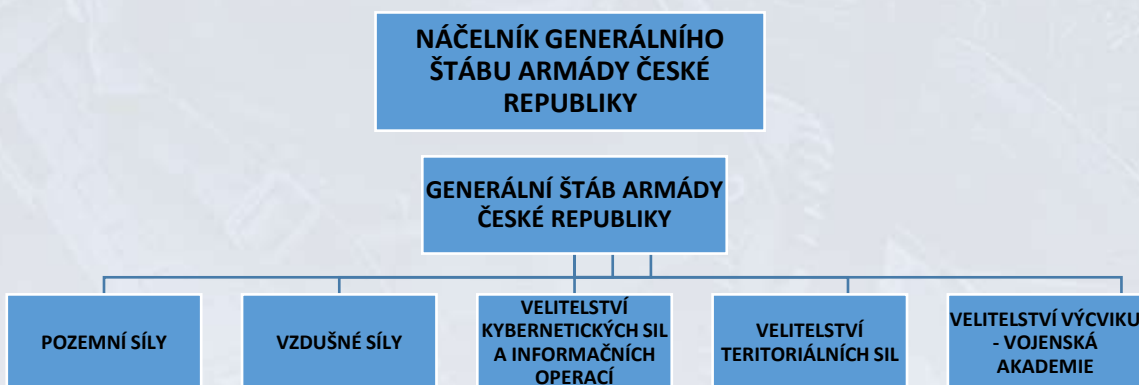 NÁČELNÍK GENERÁLNÍHO
ŠTÁBU ARMÁDY ČESKÉ
REPUBLIKY
GENERÁLNÍ ŠTÁB ARMÁDY
ČESKÉ REPUBLIKY
POZEMNÍ SÍLY
VZDUŠNÉ SÍLY
VELITELSTVÍ
KYBERNETICKÝCH SIL
A INFORMAČNÍCH
OPERACÍ
VELITELSTVÍ
TERITORIÁLNÍCH SIL
VELITELSTVÍ VÝCVIKU
- VOJENSKÁ
AKADEMIE